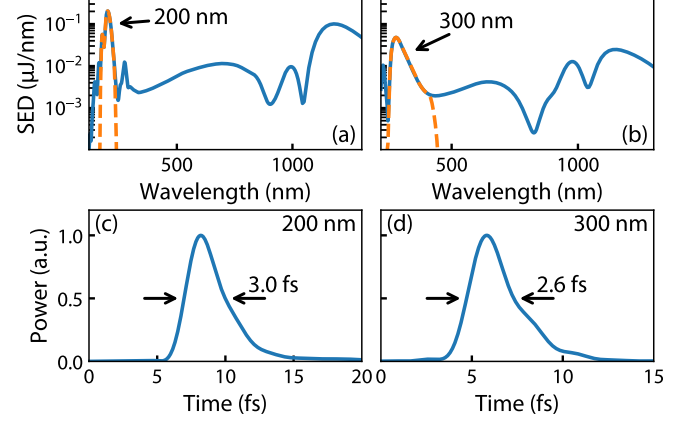 10⁻¹
10⁻²
10⁻³
SED (μJ/nm)
200 nm
(a)
500
1000
Wavelength (nm)
300 nm
(b)
500
1000
Wavelength (nm)
(c)
200 nm
1.0
0.5
0.0
Power (a.u.)
3.0 fs
0
5
10
15
20
Time (fs)
(d)
300 nm
2.6 fs
0
5
10
15
Time (fs)